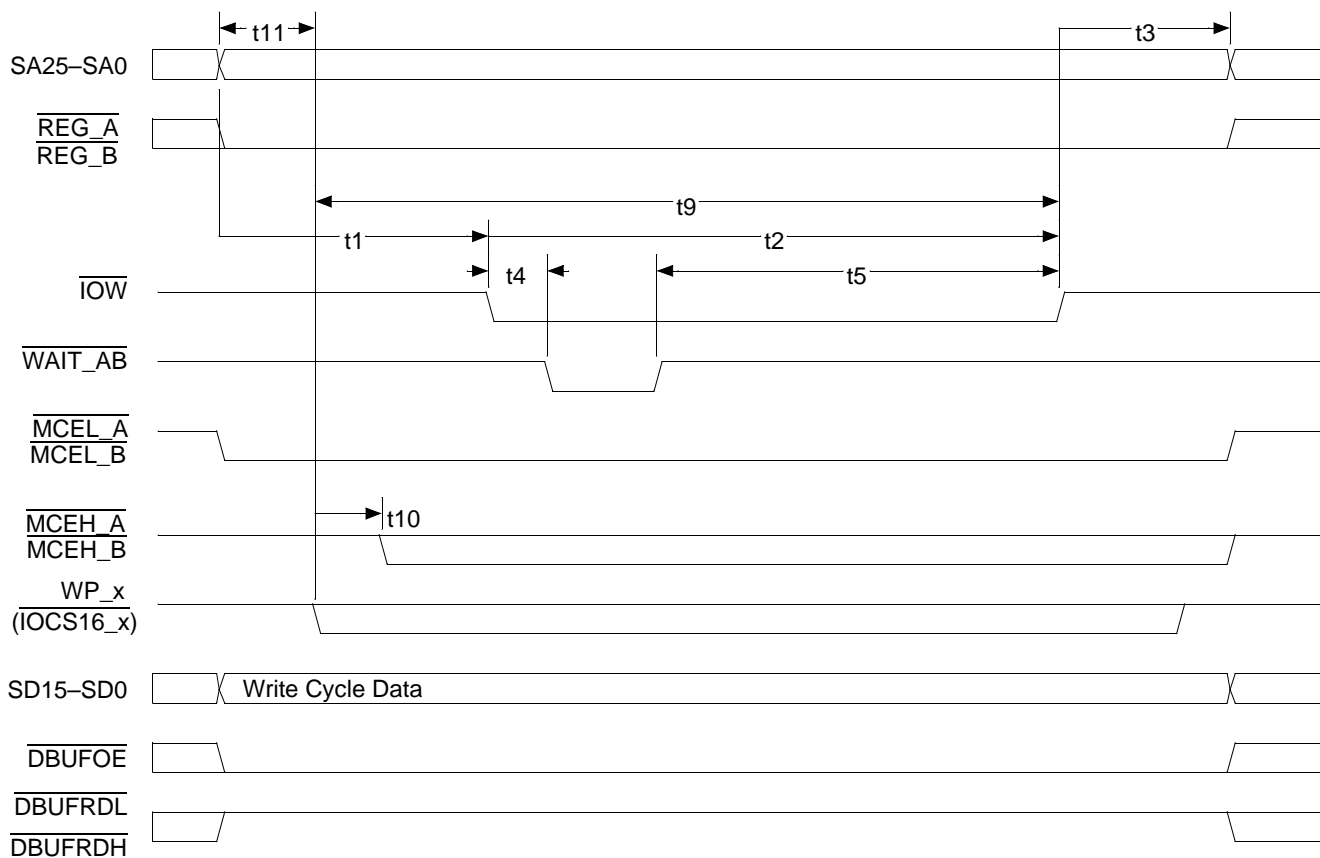 t11
t3
SA25–SA0
REG_A
REG_B
t9
t1
t2
t4
t5
IOW
WAIT_AB
MCEL_A
MCEL_B
t10
MCEH_A
MCEH_B
WP_x
(IOCS16_x)
SD15–SD0
Write Cycle Data
DBUFOE
DBUFRDL
DBUFRDH